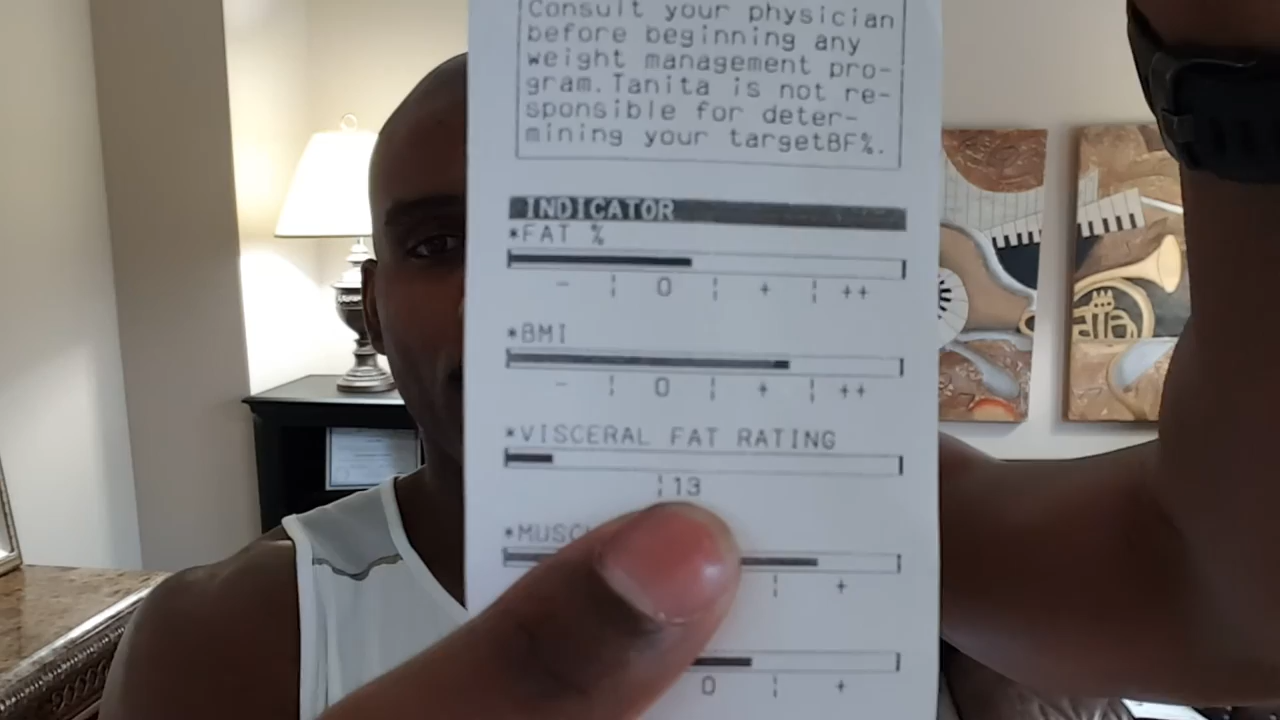 Consult your physician
before beginning any
weight management pro-
gram.Tanita is not re-
sponsible for deter-
mining your targetBF%.
INDICATOR
*FAT %
- ¦ 0 ¦ + ¦ ++
*BMI
- ¦ 0 ¦ + ¦ ++
*VISCERAL FAT RATING
¦13
*MUSC
¦ +
0 ¦ +